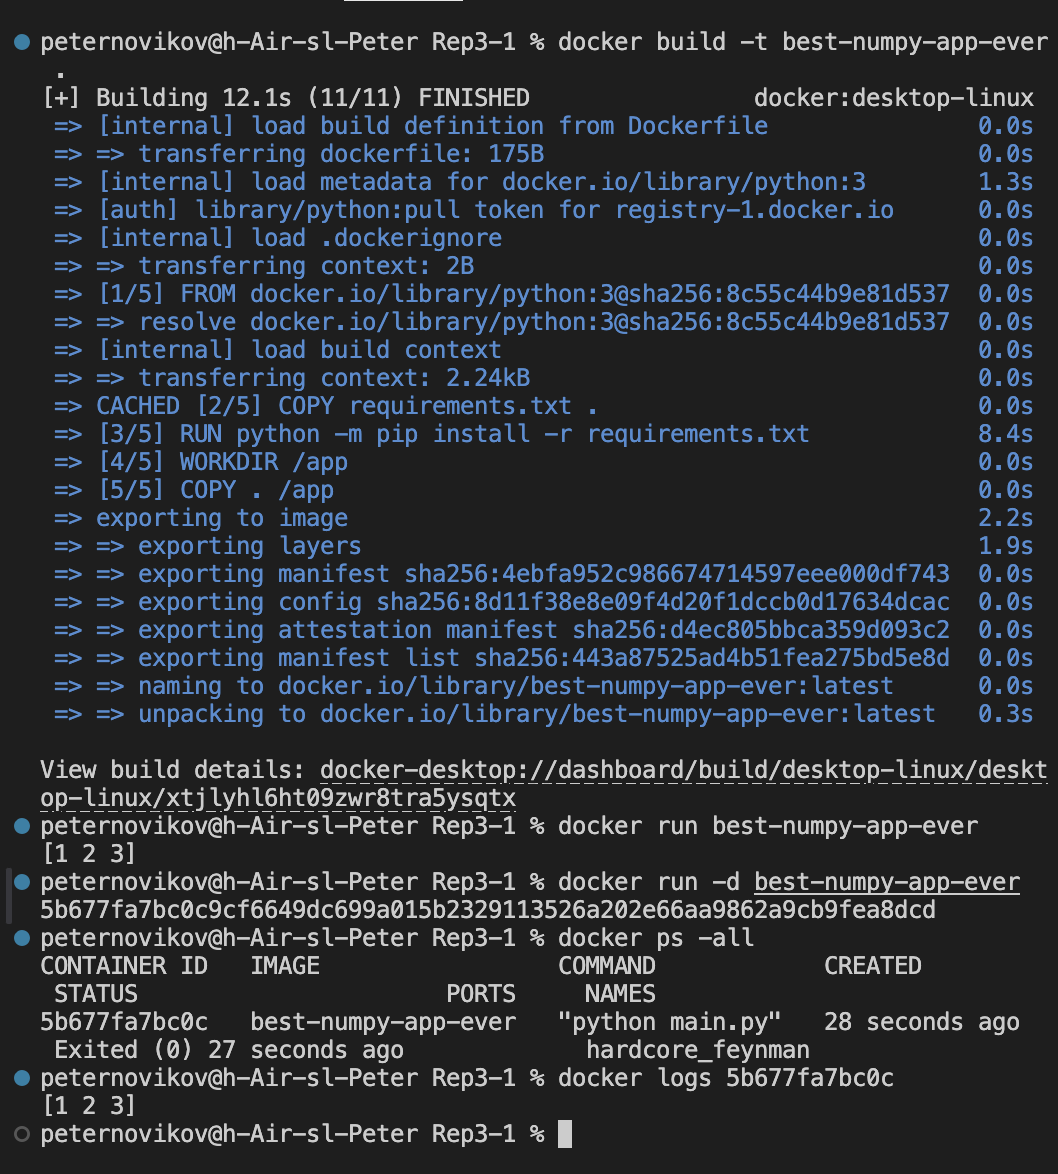 peternovikov@h-Air-sl-Peter Rep3-1 % docker build -t best-numpy-app-ever
.
[+] Building 12.1s (11/11) FINISHED docker:desktop-linux
=> [internal] load build definition from Dockerfile 0.0s
=> => transferring dockerfile: 175B 0.0s
=> [internal] load metadata for docker.io/library/python:3 1.3s
=> [auth] library/python:pull token for registry-1.docker.io 0.0s
=> [internal] load .dockerignore 0.0s
=> => transferring context: 2B 0.0s
=> [1/5] FROM docker.io/library/python:3@sha256:8c55c44b9e81d537 0.0s
=> => resolve docker.io/library/python:3@sha256:8c55c44b9e81d537 0.0s
=> [internal] load build context 0.0s
=> => transferring context: 2.24kB 0.0s
=> CACHED [2/5] COPY requirements.txt . 0.0s
=> [3/5] RUN python -m pip install -r requirements.txt 8.4s
=> [4/5] WORKDIR /app 0.0s
=> [5/5] COPY . /app 0.0s
=> exporting to image 2.2s
=> => exporting layers 1.9s
=> => exporting manifest sha256:4ebfa952c986674714597eee000df743 0.0s
=> => exporting config sha256:8d11f38e8e09f4d20f1dccb0d17634dcac 0.0s
=> => exporting attestation manifest sha256:d4ec805bbca359d093c2 0.0s
=> => exporting manifest list sha256:443a87525ad4b51fea275bd5e8d 0.0s
=> => naming to docker.io/library/best-numpy-app-ever:latest 0.0s
=> => unpacking to docker.io/library/best-numpy-app-ever:latest 0.3s
View build details: docker-desktop://dashboard/build/desktop-linux/deskt
op-linux/xtjlyhl6ht09zwr8tra5ysqtx
peternovikov@h-Air-sl-Peter Rep3-1 % docker run best-numpy-app-ever
[1 2 3]
peternovikov@h-Air-sl-Peter Rep3-1 % docker run -d best-numpy-app-ever
5b677fa7bc0c9cf6649dc699a015b2329113526a202e66aa9862a9cb9fea8dcd
peternovikov@h-Air-sl-Peter Rep3-1 % docker ps -all
CONTAINER ID IMAGE COMMAND CREATED
STATUS PORTS NAMES
5b677fa7bc0c best-numpy-app-ever "python main.py" 28 seconds ago
Exited (0) 27 seconds ago hardcore_feynman
peternovikov@h-Air-sl-Peter Rep3-1 % docker logs 5b677fa7bc0c
[1 2 3]
peternovikov@h-Air-sl-Peter Rep3-1 %